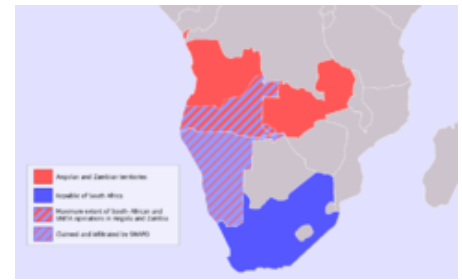 Angolan and Zambian territories
Republic of South Africa
Maximum extent of South African and
UNITA operations in Angola and Zambia
Claimed and infiltrated by SWAPO